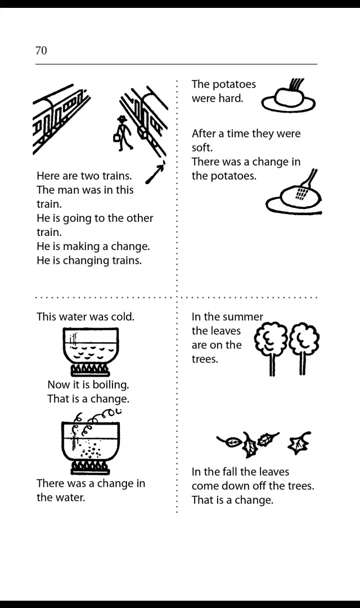 70
Here are two trains.
The man was in this
train.
He is going to the other
train.
He is making a change.
He is changing trains.
The potatoes
were hard.
After a time they were
soft.
There was a change in
the potatoes.
This water was cold.
Now it is boiling.
That is a change.
There was a change in
the water.
In the summer
the leaves
are on the
trees.
In the fall the leaves
come down off the trees.
That is a change.